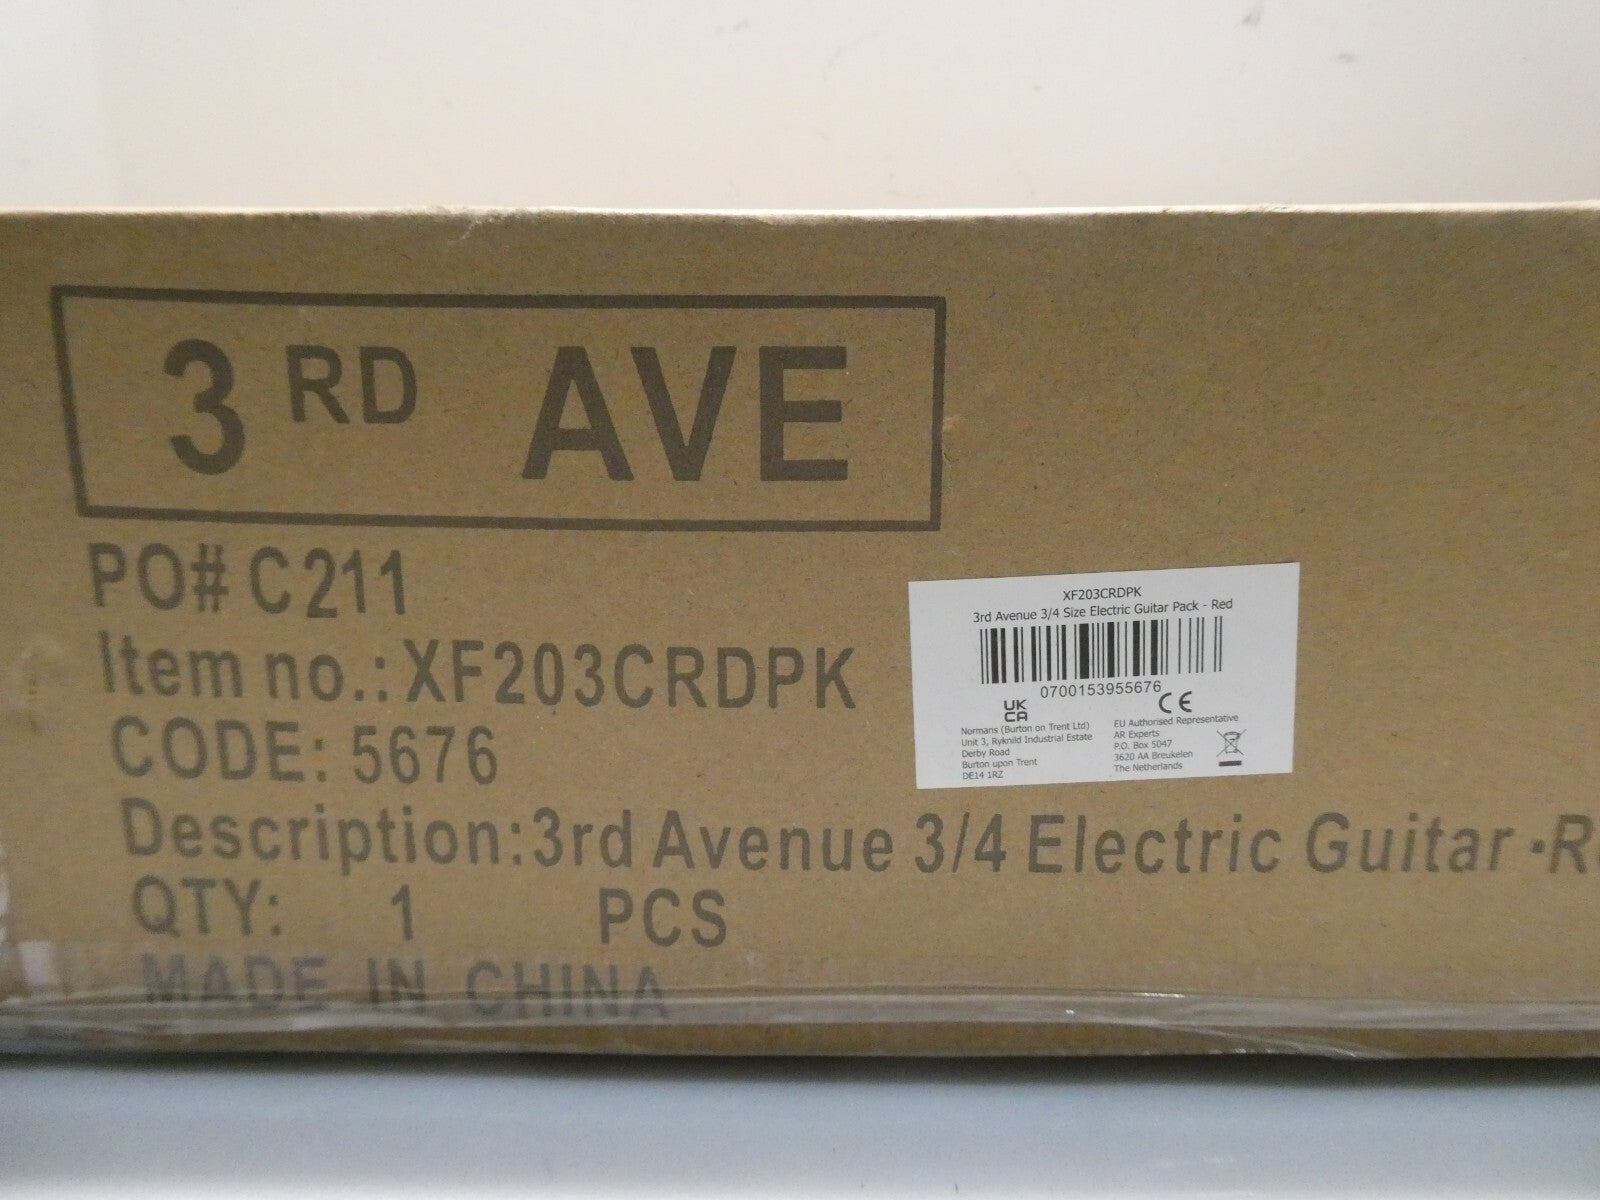 3 RD AVE
PO# C211
Item no.:XF203CRDPK
CODE: 5676
Description:3rd Avenue 3/4 Electric Guitar -R
QTY: 1 PCS
MADE IN CHINA
XF203CRDPK
3rd Avenue 3/4 Size Electric Guitar Pack - Red
0700153955676
UK
CA
CE
Normans (Burton on Trent Ltd)
Unit 3, Ryknild Industrial Estate
Derby Road
Burton upon Trent
DE14 1RZ
EU Authorised Representative
AR Experts
P.O. Box 5047
3620 AA Breukelen
The Netherlands